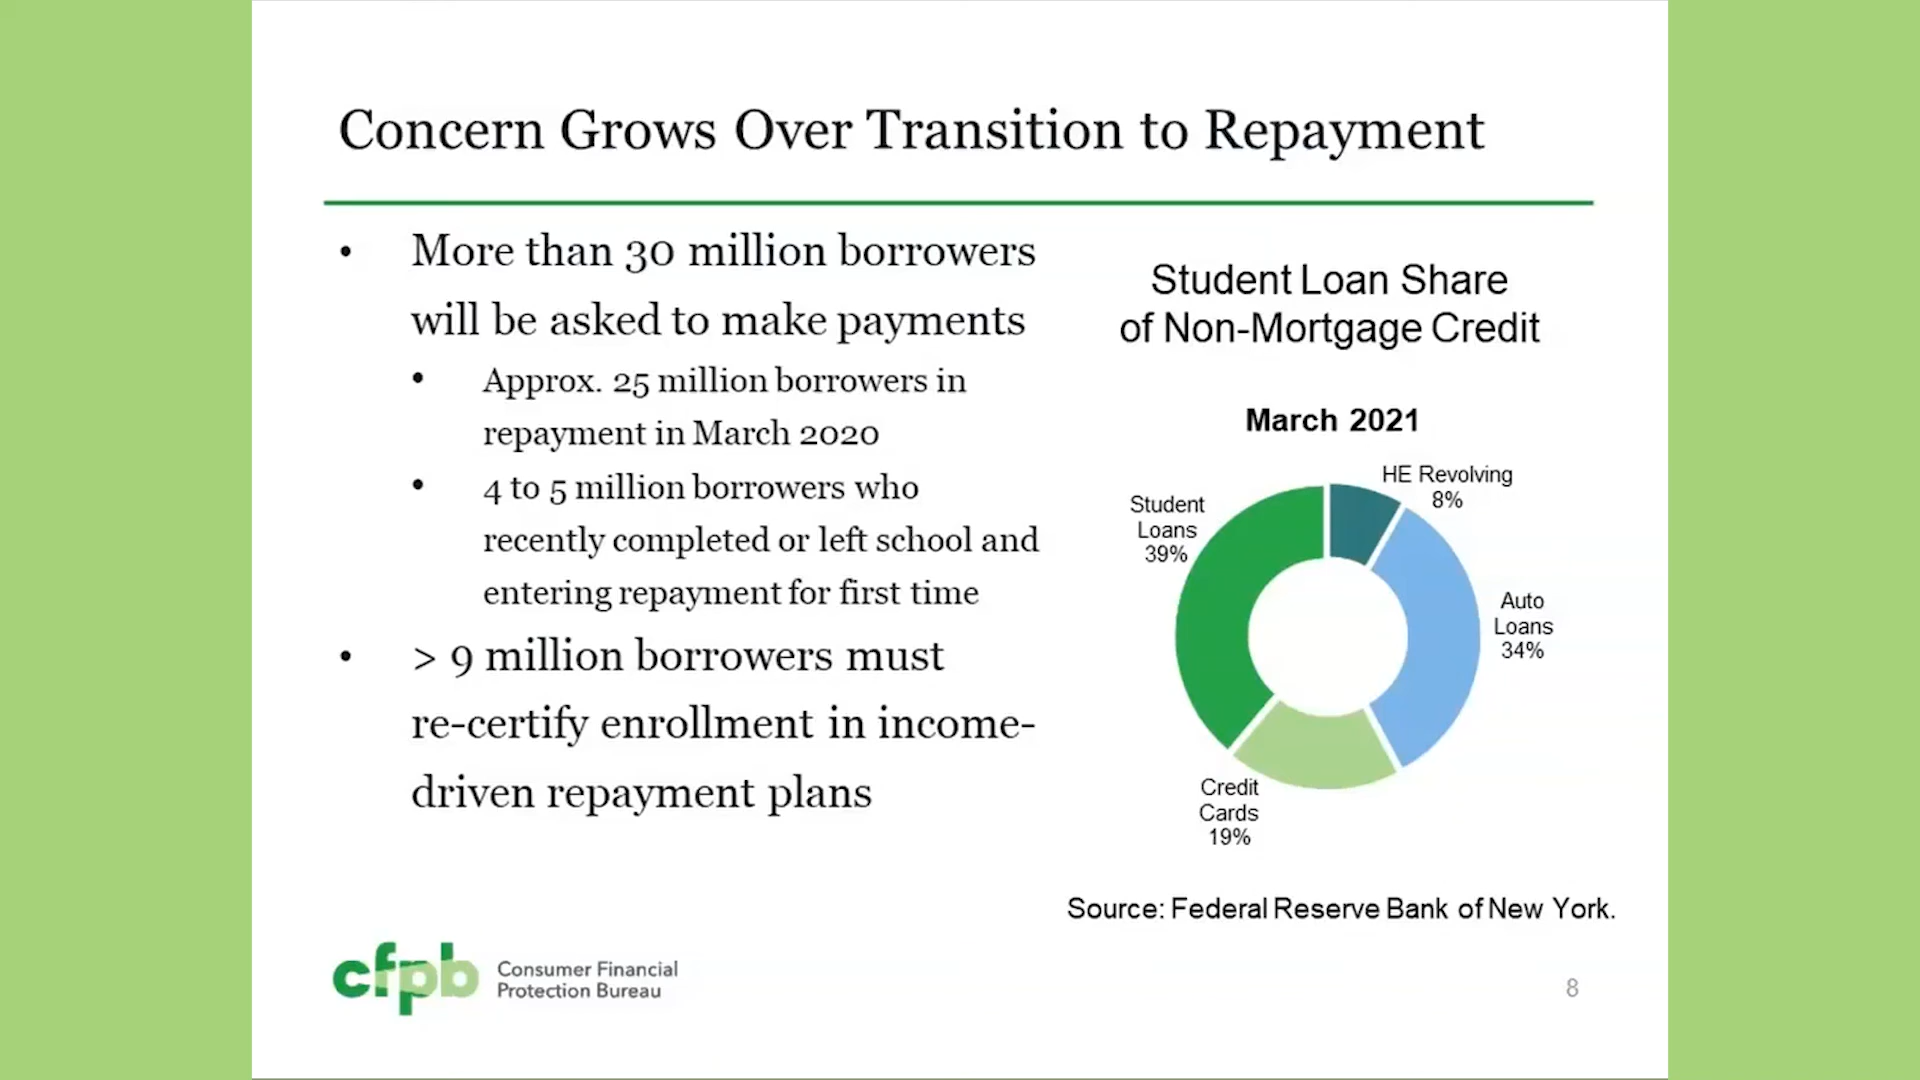 Concern Grows Over Transition to Repayment
• More than 30 million borrowers
will be asked to make payments
• Approx. 25 million borrowers in
repayment in March 2020
• 4 to 5 million borrowers who
recently completed or left school and
entering repayment for first time
• > 9 million borrowers must
re-certify enrollment in income-
driven repayment plans
Student Loan Share
of Non-Mortgage Credit
March 2021
HE Revolving
8%
Student
Loans
39%
Auto
Loans
34%
Credit
Cards
19%
Source: Federal Reserve Bank of New York.
cfpb
Consumer Financial
Protection Bureau
8